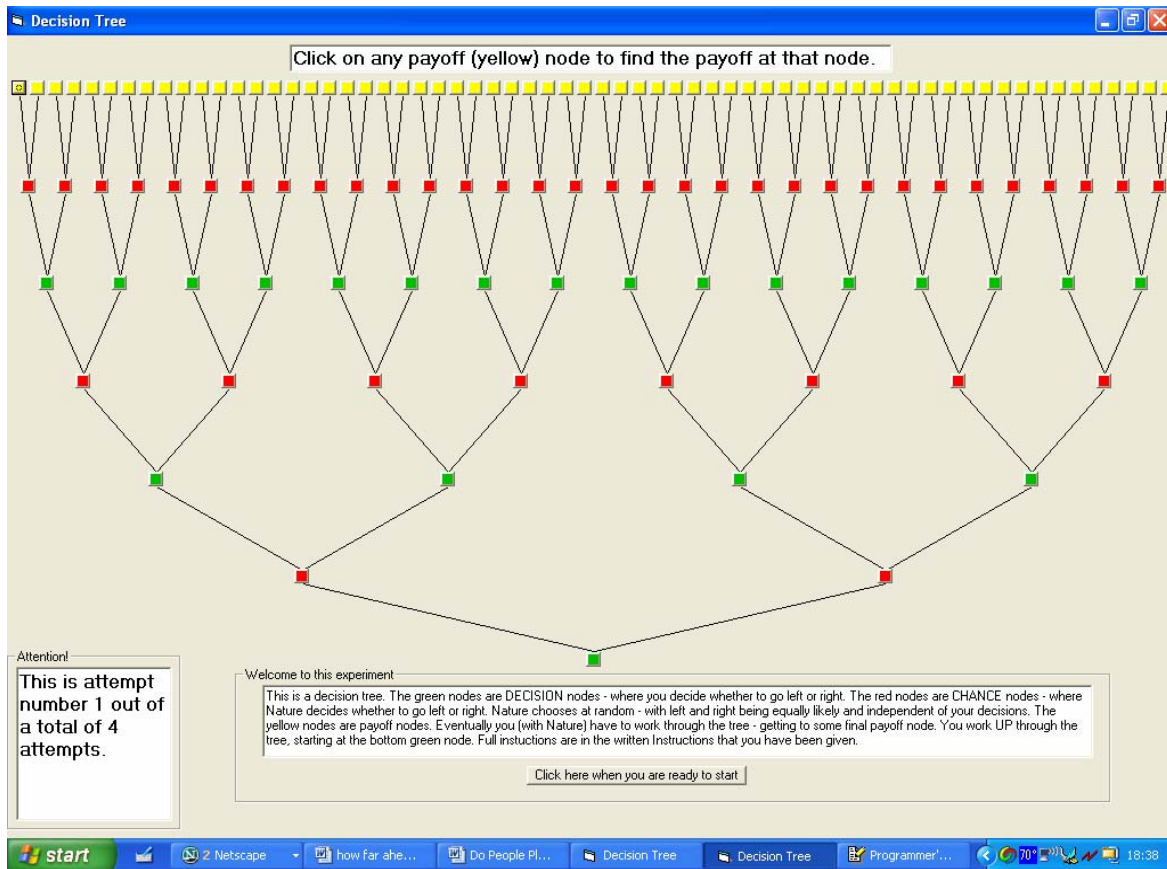 Decision Tree
Click on any payoff (yellow) node to find the payoff at that node.
Attention!
This is attempt
number 1 out of
a total of 4
attempts.
Welcome to this experiment
This is a decision tree. The green nodes are DECISION nodes - where you decide whether to go left or right. The red nodes are CHANCE nodes - where
Nature decides whether to go left or right. Nature chooses at random - with left and right being equally likely and independent of your decisions. The
yellow nodes are payoff nodes. Eventually you (with Nature) have to work through the tree - getting to some final payoff node. You work UP through the
tree, starting at the bottom green node. Full instuctions are in the written Instructions that you have been given.
Click here when you are ready to start
start
2 Netscape
how far ahe...
Do People Pl...
Decision Tree
Decision Tree
Programmer'...
70°
18:38